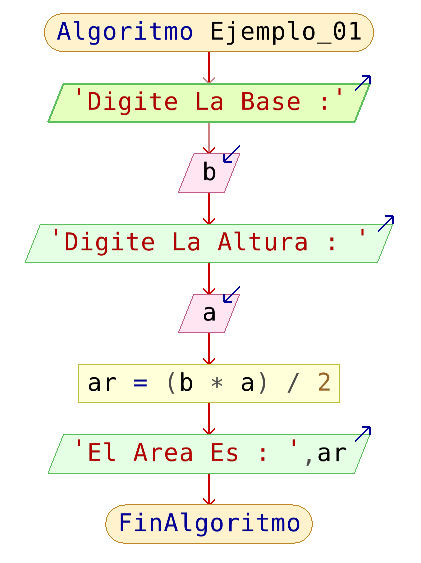 Algoritmo Ejemplo_01
'Digite La Base :'
b
'Digite La Altura : '
a
ar = (b * a) / 2
'El Area Es : ',ar
FinAlgoritmo